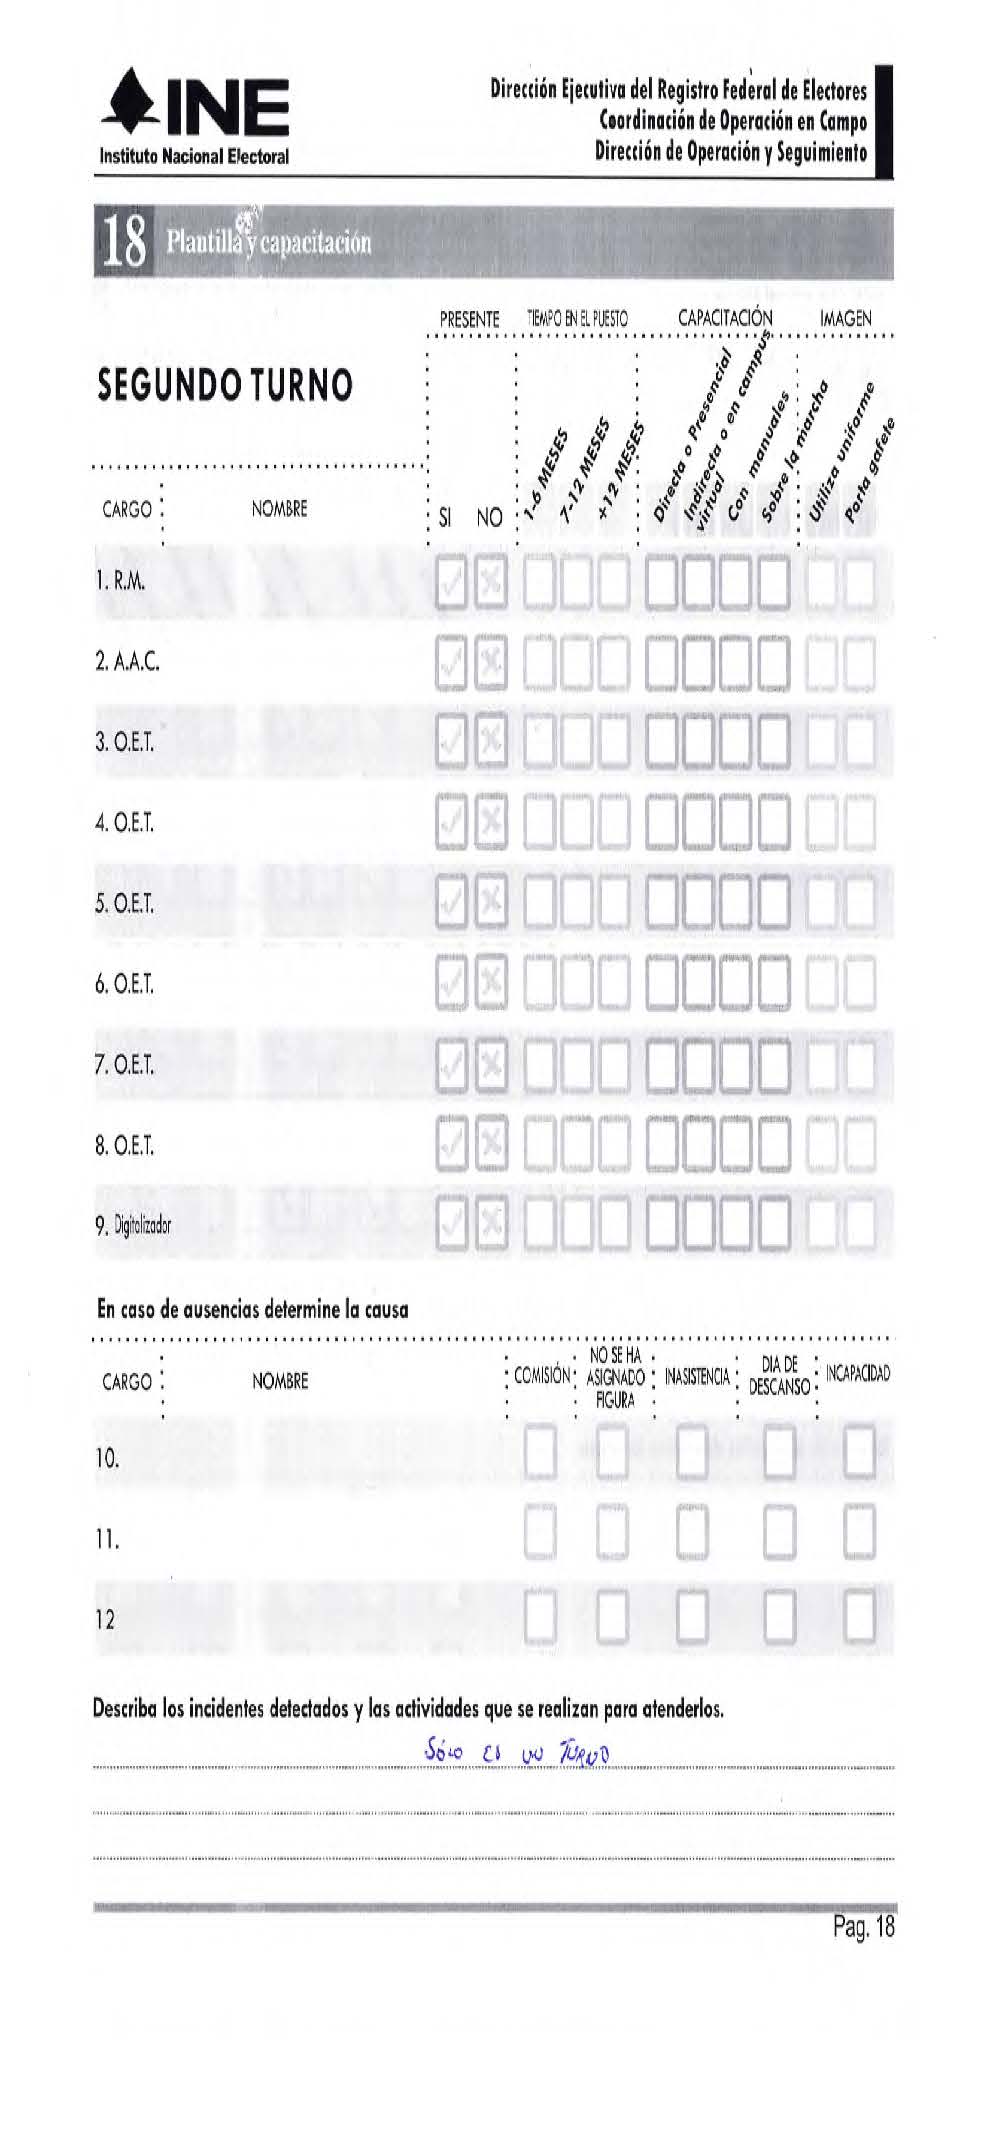 INE
Instituto Nacional Electoral
Dirección Ejecutiva del Registro Federal de Electores
Coordinación de Operación en Campo
Dirección de Operación y Seguimiento
18 Plantilla y capacitación
PRESENTE TIEMPO EN EL PUESTO CAPACITACIÓN IMAGEN
SEGUNDO TURNO
CARGO NOMBRE SI NO 1-6 MESES 7-12 MESES +12 MESES Directa o Presencial Indirecta o en campus virtual Con manuales Sobre la marcha Utiliza uniforme Porta gafete
1. R.M.
2. A.A.C.
3. O.E.T.
4. O.E.T.
5. O.E.T.
6. O.E.T.
7. O.E.T.
8. O.E.T.
9. Digitalizador
En caso de ausencias determine la causa
CARGO NOMBRE COMISIÓN NO SE HA ASIGNADO FIGURA INASISTENCIA DIA DE DESCANSO INCAPACIDAD
10.
11.
12
Describa los incidentes detectados y las actividades que se realizan para atenderlos.
SÓLO ES UN TURNO
Pag. 18